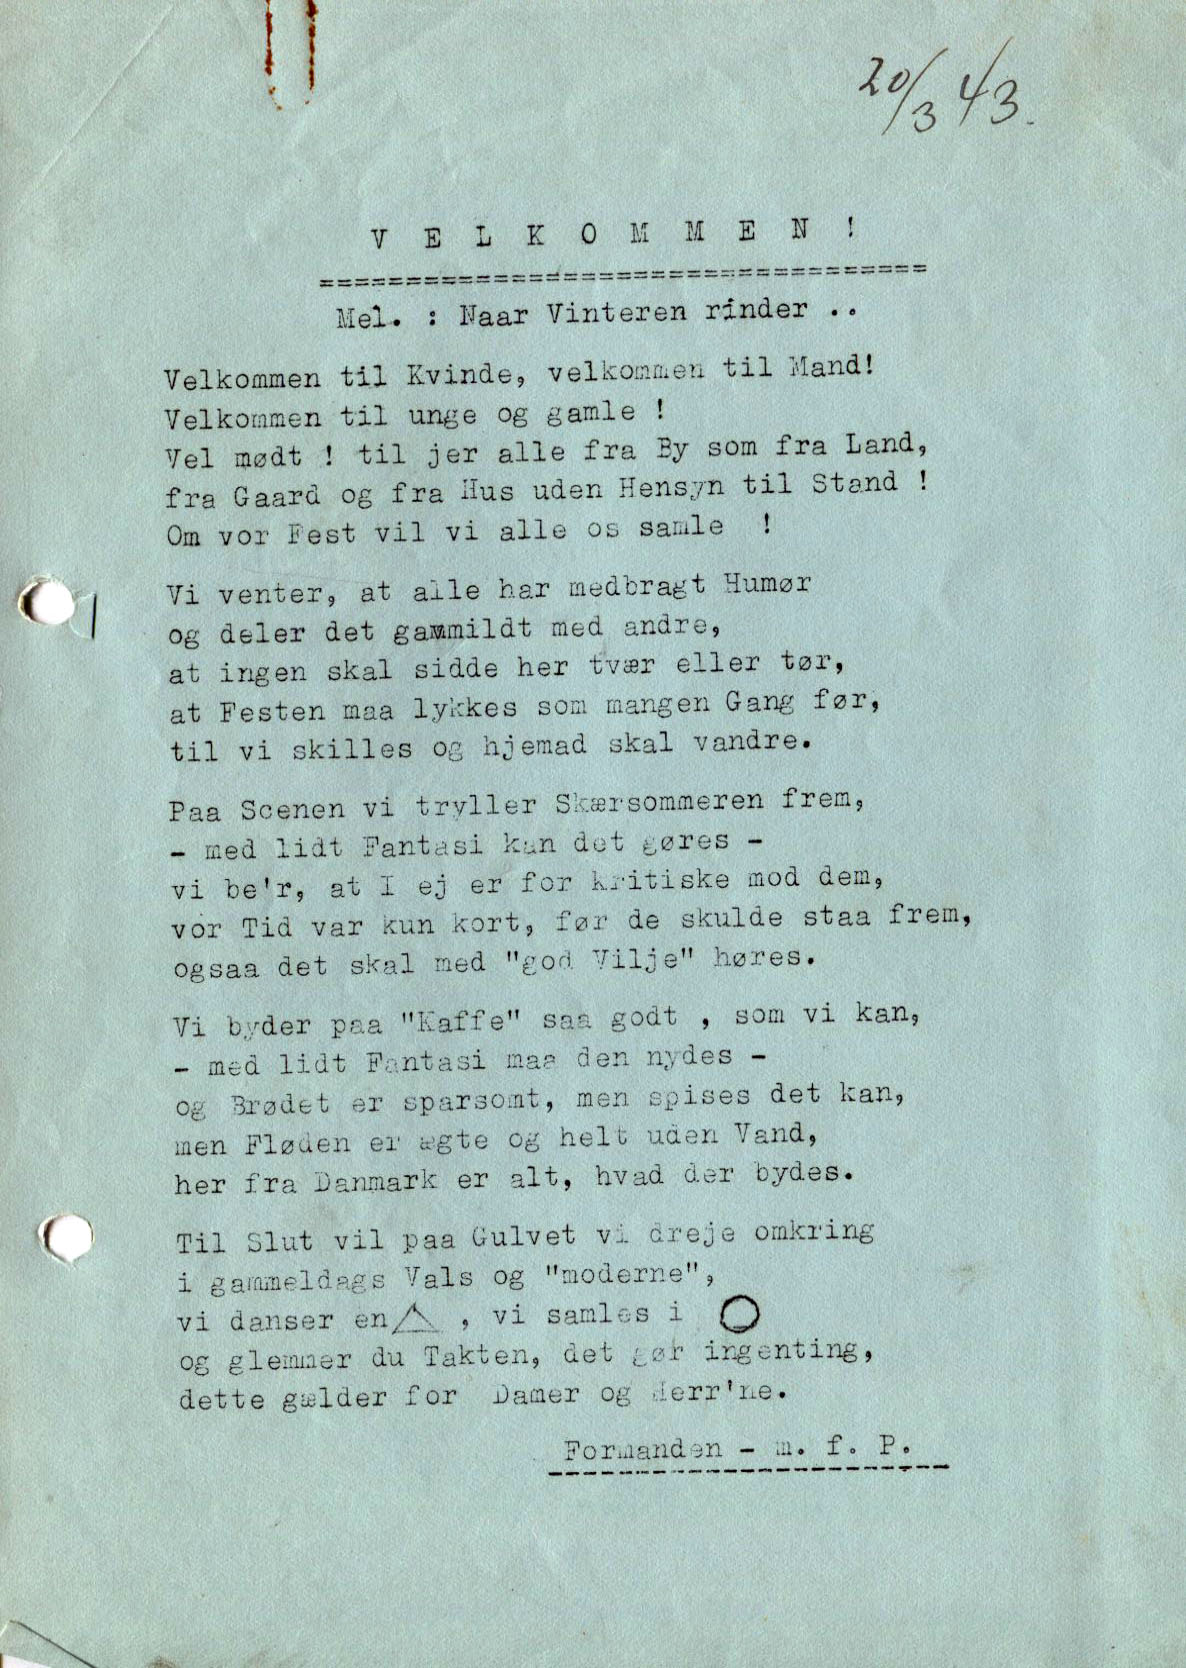 20/3 43.
V E L K O M M E N !
===================================
Mel. : Naar Vinteren rinder ..
Velkommen til Kvinde, velkommen til Mand!
Velkommen til unge og gamle !
Vel mødt ! til jer alle fra By som fra Land,
fra Gaard og fra Hus uden Hensyn til Stand !
Om vor Fest vil vi alle os samle !
Vi venter, at alle har medbragt Humør
og deler det gammildt med andre,
at ingen skal sidde her tvær eller tør,
at Festen maa lykkes som mangen Gang før,
til vi skilles og hjemad skal vandre.
Paa Scenen vi tryller Skærsommeren frem,
- med lidt Fantasi kan det gøres -
vi be'r, at I ej er for kritiske mod dem,
vor Tid var kun kort, før de skulde staa frem,
ogsaa det skal med "god Vilje" høres.
Vi byder paa "Kaffe" saa godt , som vi kan,
- med lidt Fantasi maa den nydes -
og Brødet er sparsomt, men spises det kan,
men Fløden er ægte og helt uden Vand,
her fra Danmark er alt, hvad der bydes.
Til Slut vil paa Gulvet vi dreje omkring
i gammeldags Vals og "moderne",
vi danser en △ , vi samles i ○
og glemmer du Takten, det gør ingenting,
dette gælder for Damer og Herr'ne.
Formanden - m. f. P.